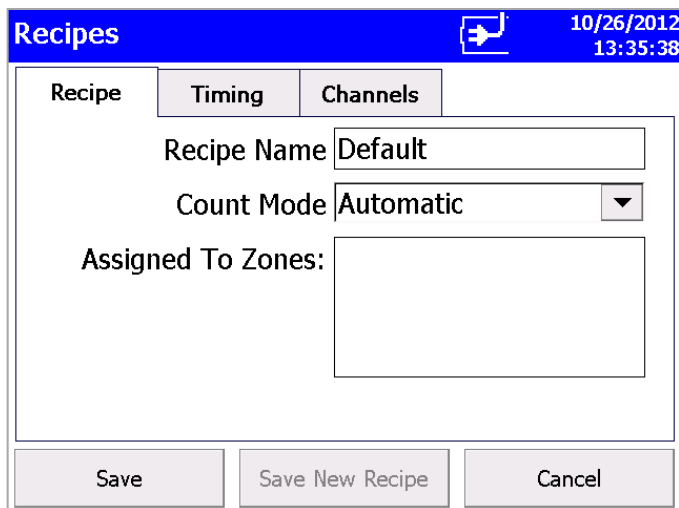 Recipes
10/26/2012
13:35:38
Recipe Timing Channels
Recipe Name Default
Count Mode Automatic
Assigned To Zones:
Save Save New Recipe Cancel